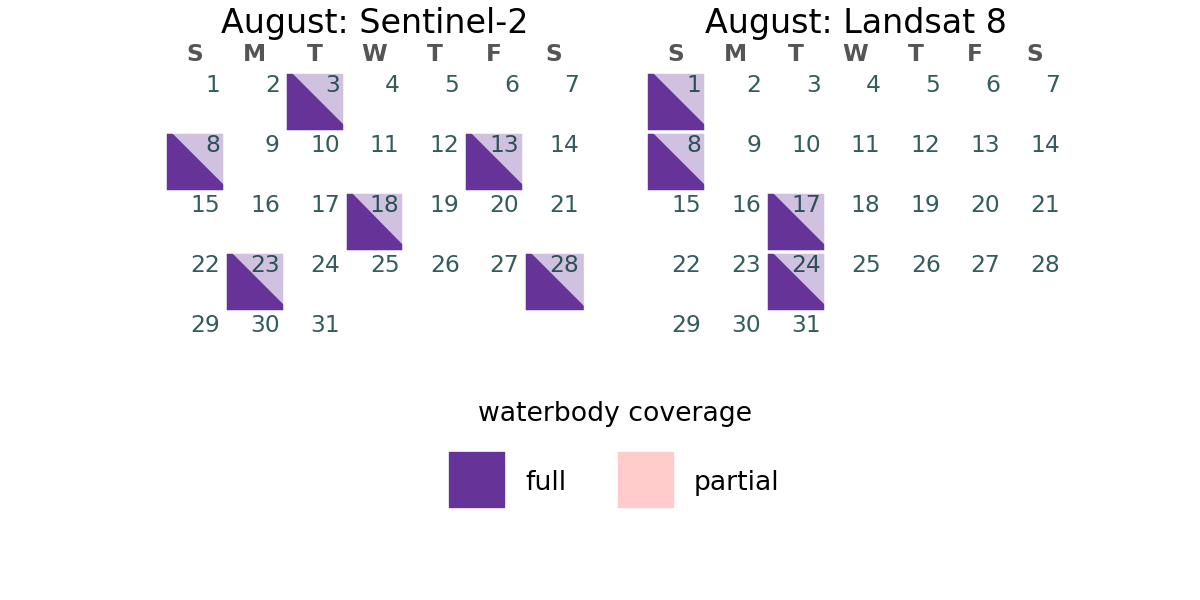 August: Sentinel-2
S M T W T F S
1 2 3 4 5 6 7
8 9 10 11 12 13 14
15 16 17 18 19 20 21
22 23 24 25 26 27 28
29 30 31
August: Landsat 8
S M T W T F S
1 2 3 4 5 6 7
8 9 10 11 12 13 14
15 16 17 18 19 20 21
22 23 24 25 26 27 28
29 30 31
waterbody coverage
full partial